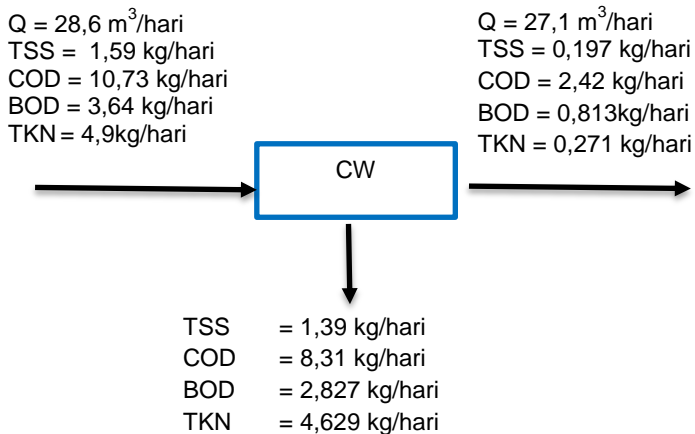 Q = 28,6 m³/hari
TSS = 1,59 kg/hari
COD = 10,73 kg/hari
BOD = 3,64 kg/hari
TKN = 4,9kg/hari
Q = 27,1 m³/hari
TSS = 0,197 kg/hari
COD = 2,42 kg/hari
BOD = 0,813kg/hari
TKN = 0,271 kg/hari
CW
TSS = 1,39 kg/hari
COD = 8,31 kg/hari
BOD = 2,827 kg/hari
TKN = 4,629 kg/hari